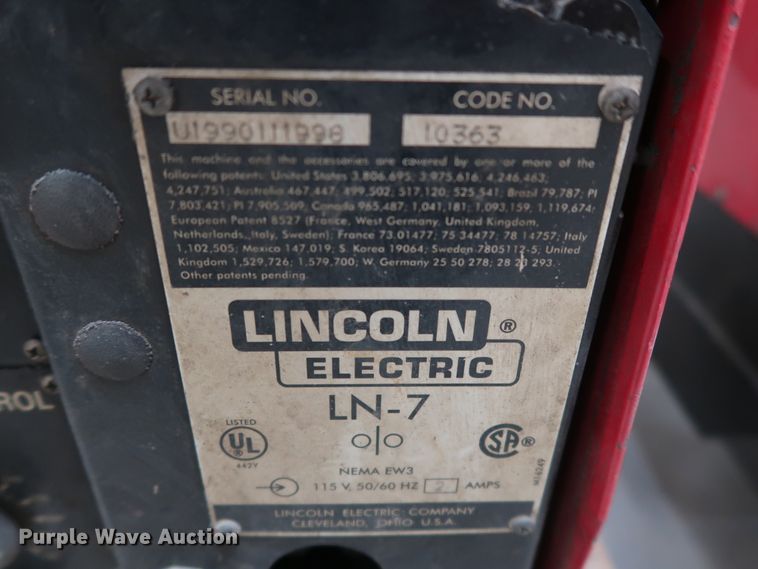 SERIAL NO. CODE NO.
U1990111998 10363
This machine and the accessories are covered by one or more of the
following patents: United States 3,806,695; 3,975,616; 4,246,463;
4,247,751; Australia 467,447; 499,502; 517,120; 525,541; Brazil 79,787; PI
7,803,421; PI 7,905,509; Canada 965,487; 1,041,181; 1,093,159; 1,119,674;
European Patent 8527 (France, West Germany, United Kingdom,
Netherlands, Italy, Sweden); France 73.01477; 75 34477; 78 14757; Italy
1,102,505; Mexico 147,019; S. Korea 19064; Sweden 7805112-5; United
Kingdom 1,529,726; 1,579,700; W. Germany 25 50 278; 28 23 293.
Other patents pending.
LINCOLN ®
ELECTRIC
LN-7
ROL
LISTED
UL
442V
SA ®
NEMA EW3
115 V, 50/60 HZ 2 AMPS
M16249
LINCOLN ELECTRIC COMPANY
CLEVELAND, OHIO U.S.A.
Purple Wave Auction